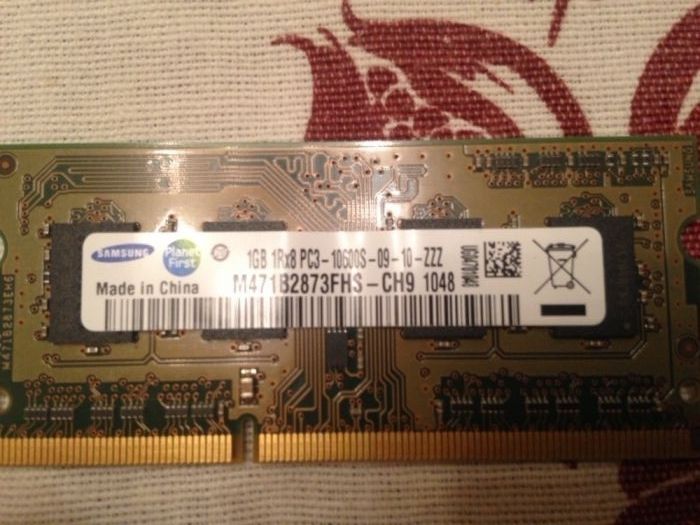 SAMSUNG
Planet First
1GB 1Rx8 PC3-10600S-09-10-ZZZ
Made in China
M471B2873FHS-CH9 1048